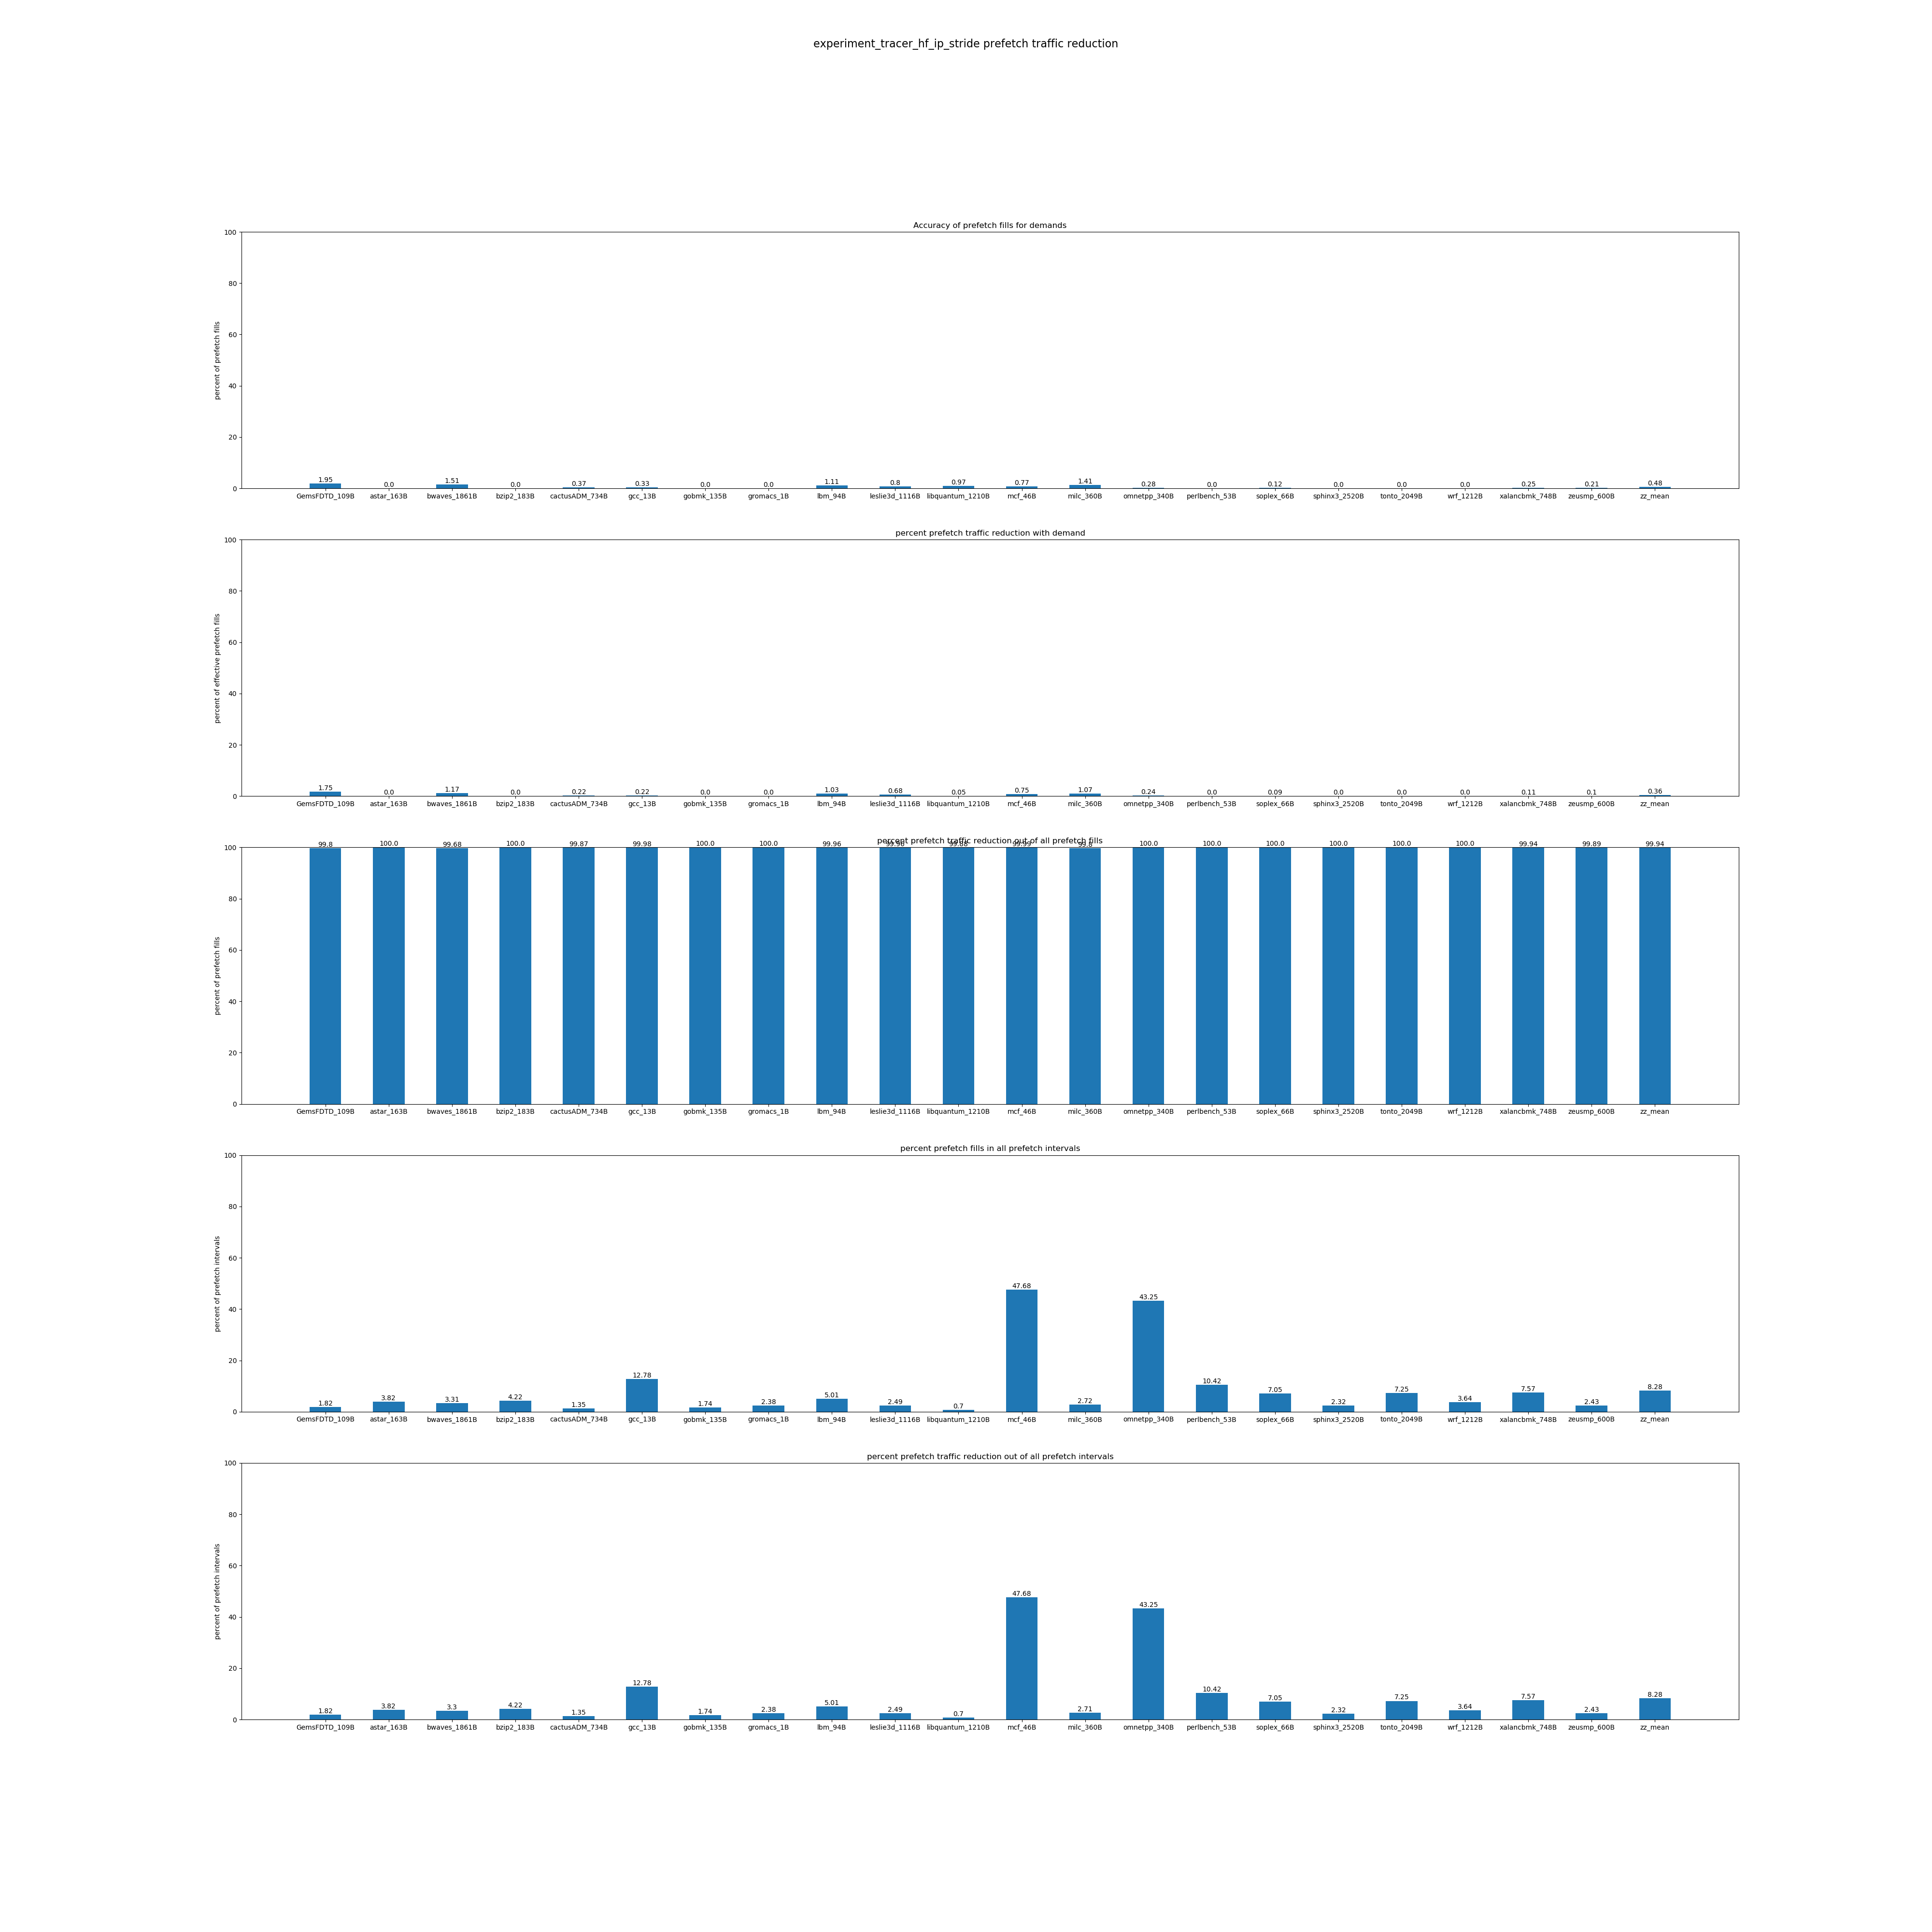 experiment_tracer_hf_ip_stride prefetch traffic reduction
Accuracy of prefetch fills for demands
percent of prefetch fills
100
80
60
40
20
0
1.95 0.0 1.51 0.0 0.37 0.33 0.0 0.0 1.11 0.8 0.97 0.77 1.41 0.28 0.0 0.12 0.0 0.0 0.0 0.25 0.21 0.48
GemsFDTD_109B astar_163B bwaves_1861B bzip2_183B cactusADM_734B gcc_13B gobmk_135B gromacs_1B lbm_94B leslie3d_1116B libquantum_1210B mcf_46B milc_360B omnetpp_340B perlbench_53B soplex_66B sphinx3_2520B tonto_2049B wrf_1212B xalancbmk_748B zeusmp_600B zz_mean
percent prefetch traffic reduction with demand
percent of effective prefetch fills
100
80
60
40
20
0
1.75 0.0 1.17 0.0 0.22 0.22 0.0 0.0 1.03 0.68 0.05 0.75 1.07 0.24 0.0 0.09 0.0 0.0 0.0 0.11 0.1 0.36
GemsFDTD_109B astar_163B bwaves_1861B bzip2_183B cactusADM_734B gcc_13B gobmk_135B gromacs_1B lbm_94B leslie3d_1116B libquantum_1210B mcf_46B milc_360B omnetpp_340B perlbench_53B soplex_66B sphinx3_2520B tonto_2049B wrf_1212B xalancbmk_748B zeusmp_600B zz_mean
percent prefetch traffic reduction out of all prefetch fills
percent of prefetch fills
100
80
60
40
20
0
99.8 100.0 99.68 100.0 99.87 99.98 100.0 100.0 99.96 100.0 100.0 100.0 100.0 100.0 100.0 99.94 99.89 99.94
GemsFDTD_109B astar_163B bwaves_1861B bzip2_183B cactusADM_734B gcc_13B gobmk_135B gromacs_1B lbm_94B leslie3d_1116B libquantum_1210B mcf_46B milc_360B omnetpp_340B perlbench_53B soplex_66B sphinx3_2520B tonto_2049B wrf_1212B xalancbmk_748B zeusmp_600B zz_mean
percent prefetch fills in all prefetch intervals
percent of prefetch intervals
100
80
60
40
20
0
1.82 3.82 3.31 4.22 1.35 12.78 1.74 2.38 5.01 2.49 0.7 47.68 2.72 43.25 10.42 7.05 2.32 7.25 3.64 7.57 2.43 8.28
GemsFDTD_109B astar_163B bwaves_1861B bzip2_183B cactusADM_734B gcc_13B gobmk_135B gromacs_1B lbm_94B leslie3d_1116B libquantum_1210B mcf_46B milc_360B omnetpp_340B perlbench_53B soplex_66B sphinx3_2520B tonto_2049B wrf_1212B xalancbmk_748B zeusmp_600B zz_mean
percent prefetch traffic reduction out of all prefetch intervals
percent of prefetch intervals
100
80
60
40
20
0
1.82 3.82 3.3 4.22 1.35 12.78 1.74 2.38 5.01 2.49 0.7 47.68 2.71 43.25 10.42 7.05 2.32 7.25 3.64 7.57 2.43 8.28
GemsFDTD_109B astar_163B bwaves_1861B bzip2_183B cactusADM_734B gcc_13B gobmk_135B gromacs_1B lbm_94B leslie3d_1116B libquantum_1210B mcf_46B milc_360B omnetpp_340B perlbench_53B soplex_66B sphinx3_2520B tonto_2049B wrf_1212B xalancbmk_748B zeusmp_600B zz_mean